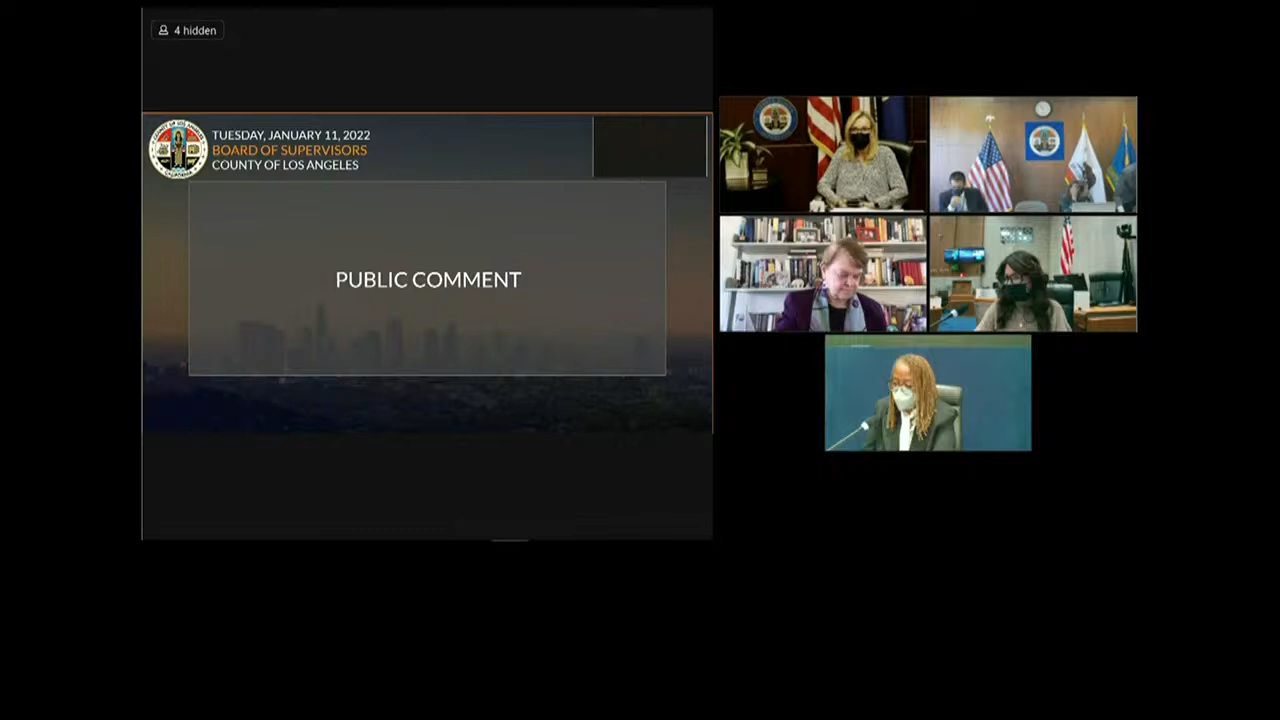 4 hidden
TUESDAY, JANUARY 11, 2022
BOARD OF SUPERVISORS
COUNTY OF LOS ANGELES
PUBLIC COMMENT